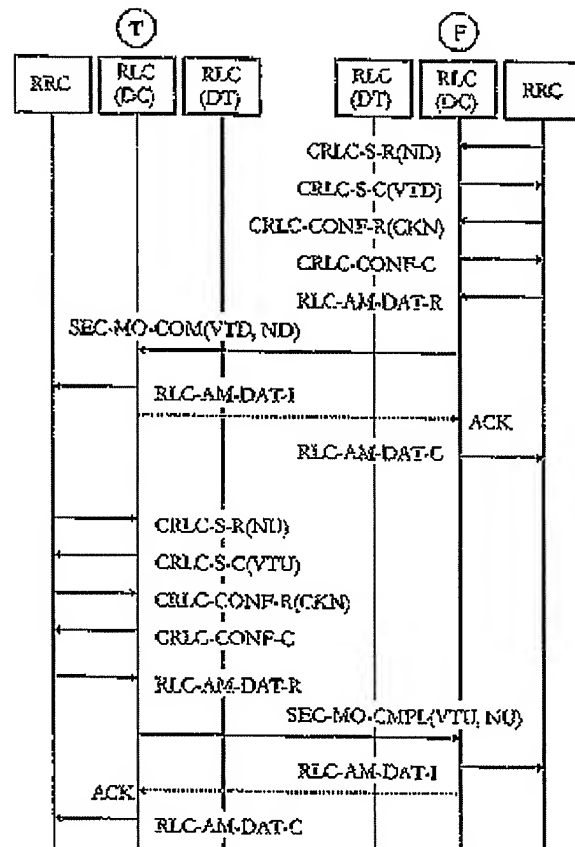 T
F
RRC
RLC
(DC)
RLC
(DT)
RLC
(DT)
RLC
(DC)
RRC
CRLC-S-R(ND)
CRLC-S-C(VTD)
CRLC-CONF-R(CKN)
CRLC-CONF-C
RLC-AM-DAT-R
SEC-MO-COM(VTD, ND)
RLC-AM-DAT-I
ACK
RLC-AM-DAT-C
CRLC-S-R(NU)
CRLC-S-C(VTU)
CRLC-CONF-R(CKN)
CRLC-CONF-C
RLC-AM-DAT-R
SEC-MO-CMPL(VTU, NU)
RLC-AM-DAT-I
ACK
RLC-AM-DAT-C